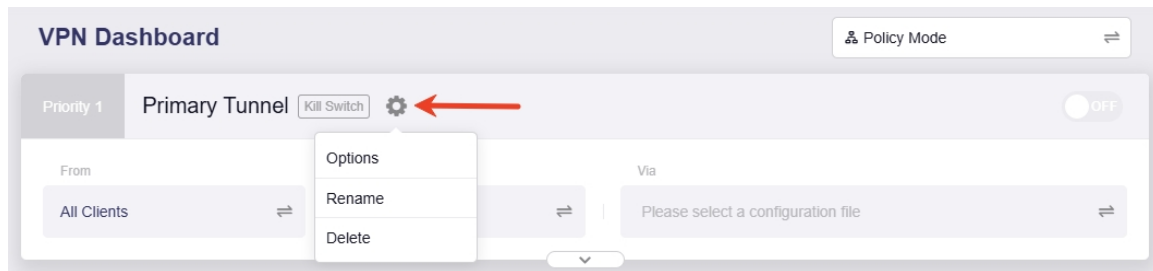 VPN Dashboard
Policy Mode
Priority 1
Primary Tunnel
Kill Switch
OFF
Options
Rename
Delete
From
All Clients
Via
Please select a configuration file